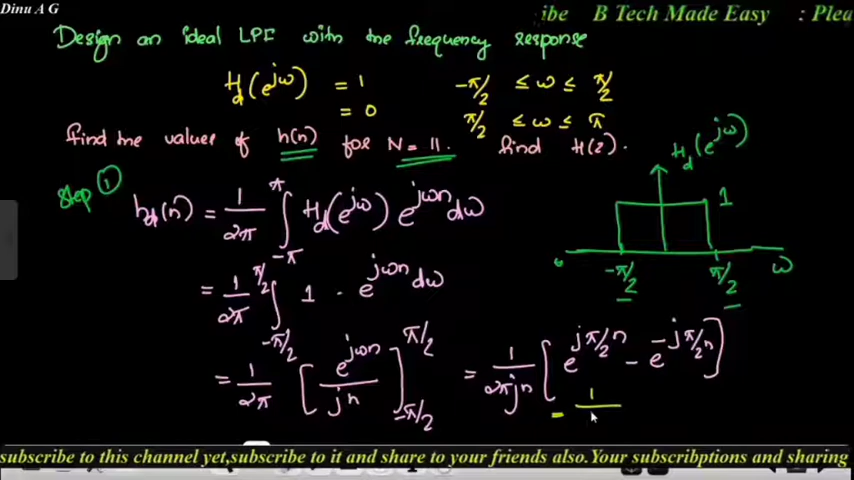 Dinu A G
ibe B Tech Made Easy : Plea
Design an ideal LPF with the frequency response
H_d(e^{jω}) = 1   -π/2 ≤ ω ≤ π/2
= 0   π/2 ≤ ω ≤ π
find the values of h(n) for N = 11. find H(z).
Step ①
h_d(n) = 1/2π ∫_{-π}^{π} H_d(e^{jω}) e^{jωn} dω
H_d(e^{jω})
1
-π/2   π/2   ω
= 1/2π ∫_{-π/2}^{π/2} 1 · e^{jωn} dω
= 1/2π [e^{jωn}/jn]_{-π/2}^{π/2} = 1/2πjn [e^{jπ/2 n} - e^{-jπ/2 n}]
= 1
subscribe to this channel yet,subscribe to it and share to your friends also.Your subscribptions and sharing